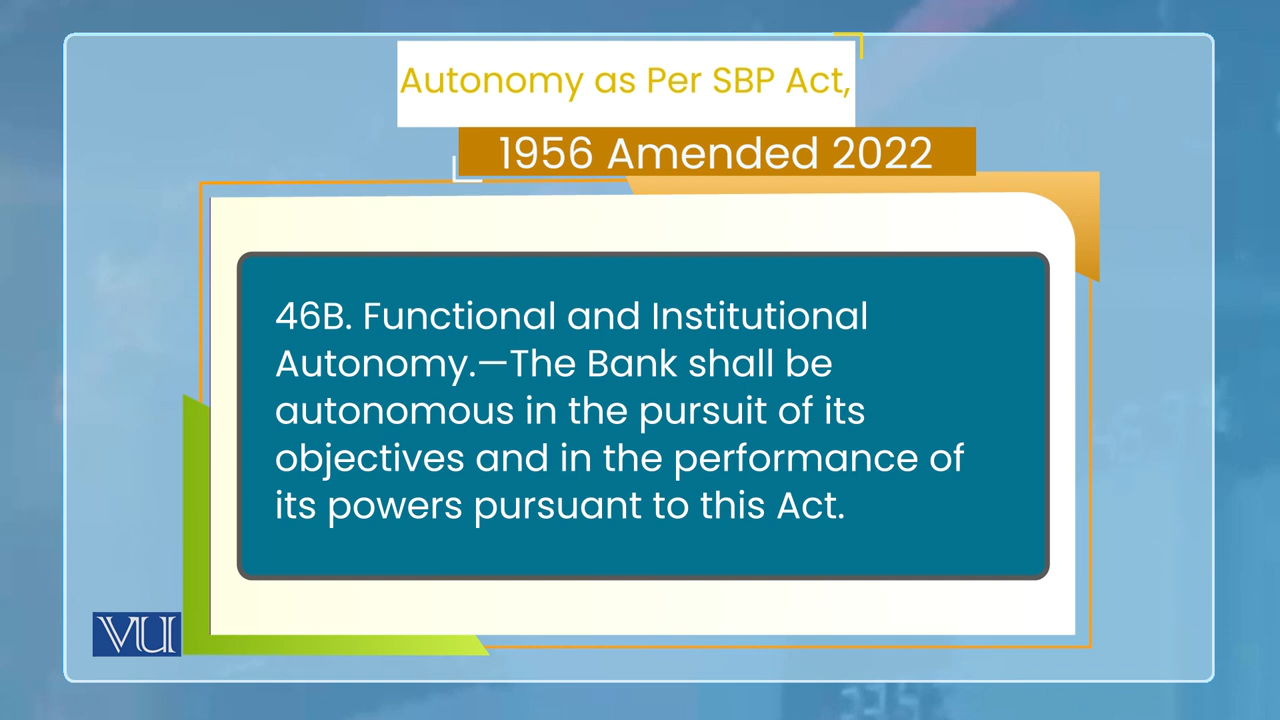 Autonomy as Per SBP Act,
1956 Amended 2022
46B. Functional and Institutional
Autonomy.—The Bank shall be
autonomous in the pursuit of its
objectives and in the performance of
its powers pursuant to this Act.
VU